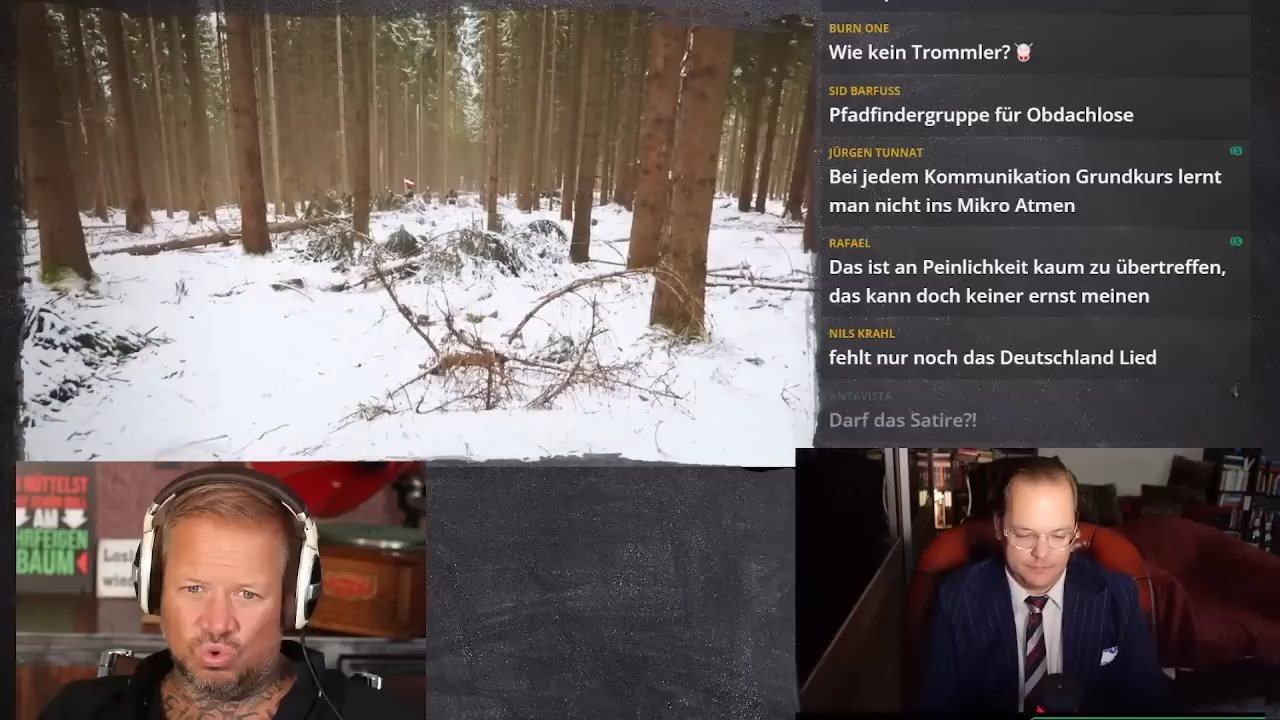 BURN ONE
Wie kein Trommler?
SID BARFUSS
Pfadfindergruppe für Obdachlose
JÜRGEN TUNNAT
Bei jedem Kommunikation Grundkurs lernt
man nicht ins Mikro Atmen
RAFAEL
Das ist an Peinlichkeit kaum zu übertreffen,
das kann doch keiner ernst meinen
NILS KRAHL
fehlt nur noch das Deutschland Lied
ANTAVISTA
Darf das Satire?!
AM
BAUM